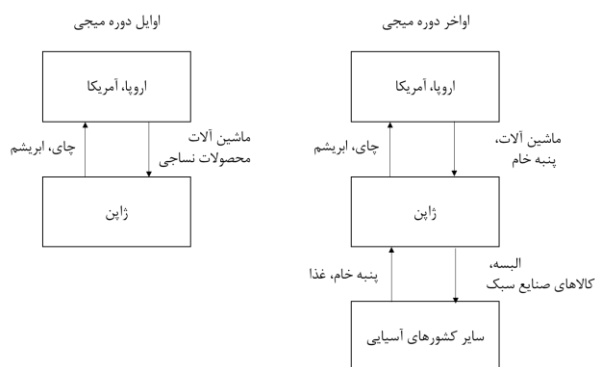 اوایل دوره میجی
اروپا، آمریکا
چای، ابریشم
ماشین آلات
محصولات نساجی
ژاپن
اواخر دوره میجی
اروپا، آمریکا
چای، ابریشم
ماشین آلات،
پنبه خام
ژاپن
پنبه خام، غذا
البسه،
کالاهای صنایع سبک
سایر کشورهای آسیایی